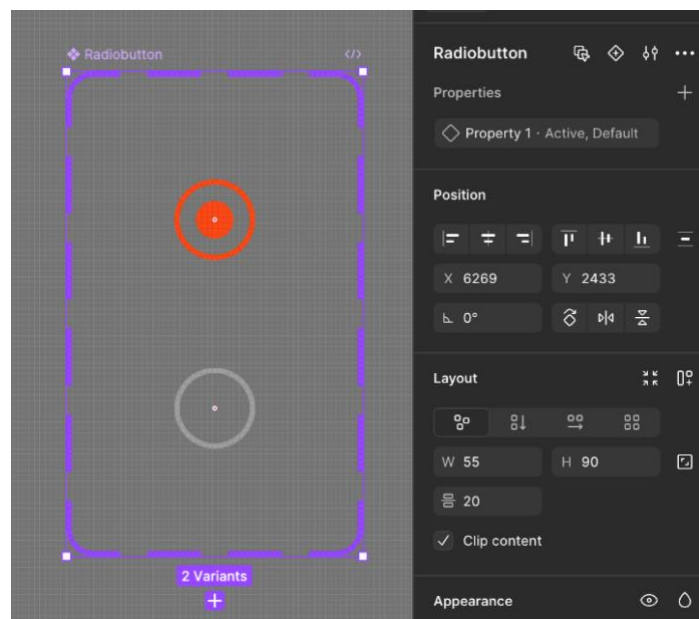 Radiobutton
</>
2 Variants
+
Radiobutton
Properties
Property 1 · Active, Default
Position
X 6269
Y 2433
0°
Layout
W 55
H 90
20
Clip content
Appearance